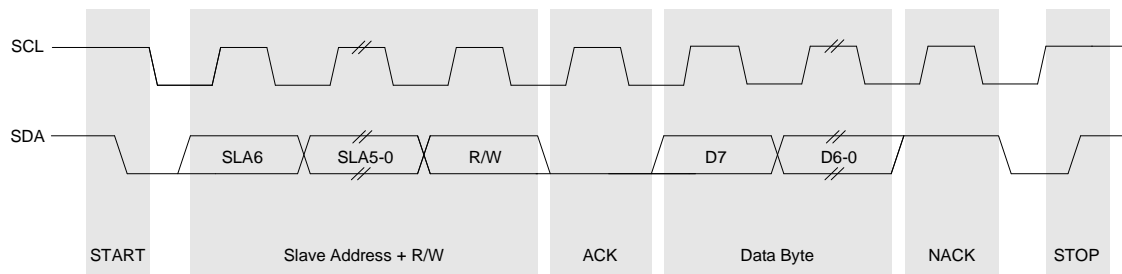 SCL
SDA
SLA6
SLA5-0
R/W
D7
D6-0
START
Slave Address + R/W
ACK
Data Byte
NACK
STOP